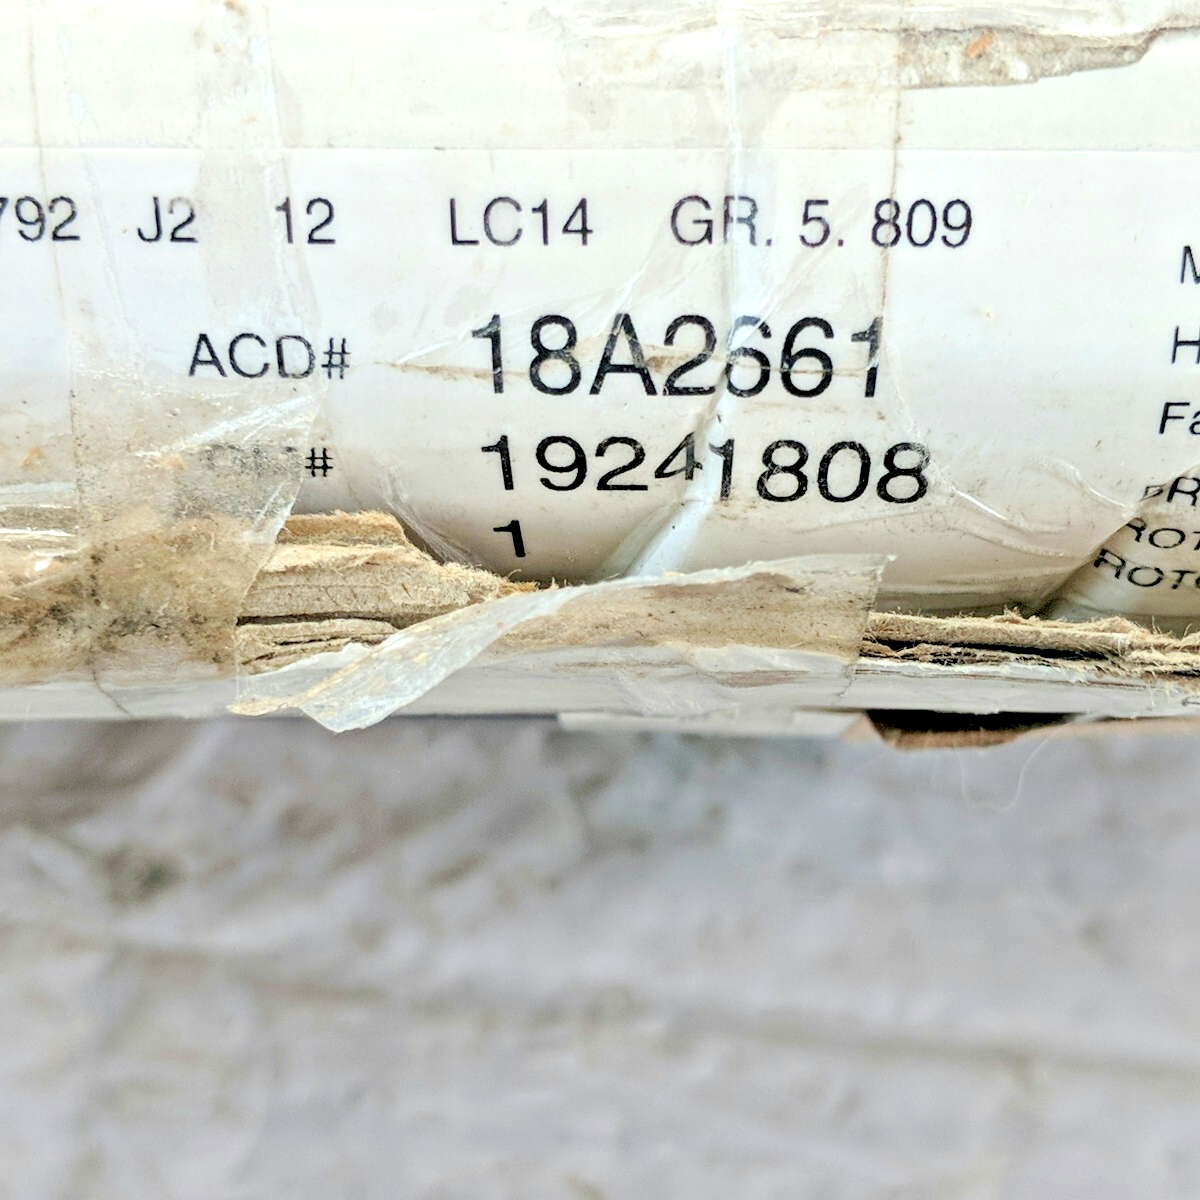 792 J2 12 LC14 GR. 5. 809
ACD# 18A2661
# 19241808
1